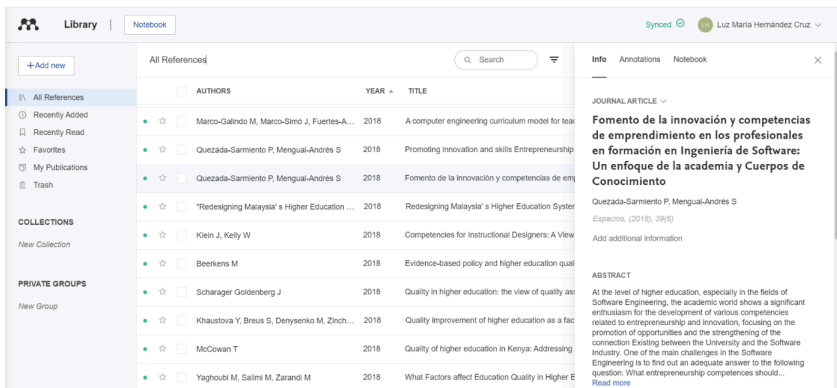 Library | Notebook Synced LH Luz María Hernández Cruz
+Add new
All References
Recently Added
Recently Read
Favorites
My Publications
Trash
COLLECTIONS
New Collection
PRIVATE GROUPS
New Group
All References Search
AUTHORS YEAR TITLE
Marco-Galindo M, Marco-Simó J, Fuertes-A... 2018 A computer engineering curriculum model for teac
Quezada-Sarmiento P, Mengual-Andrés S 2018 Promoting innovation and skills Entrepreneurship
Quezada-Sarmiento P, Mengual-Andrés S 2018 Fomento de la innovación y competencias de emp
"Redesigning Malaysia' s Higher Education ... 2018 Redesigning Malaysia' s Higher Education System
Klein J, Kelly W 2018 Competencies for Instructional Designers: A View
Beerkens M 2018 Evidence-based policy and higher education qual
Scharager Goldenberg J 2018 Quality in higher education: the view of quality ass
Khaustova Y, Breus S, Denysenko M, Zinch... 2018 Quality improvement of higher education as a fac
McCowan T 2018 Quality of higher education in Kenya: Addressing
Yaghoubi M, Salimi M, Zarandi M 2018 What Factors affect Education Quality in Higher E
Info Annotations Notebook
JOURNAL ARTICLE
Fomento de la innovación y competencias
de emprendimiento en los profesionales
en formación en Ingeniería de Software:
Un enfoque de la academia y Cuerpos de
Conocimiento
Quezada-Sarmiento P, Mengual-Andrés S
Espacios, (2018), 39(6)
Add additional information
ABSTRACT
At the level of higher education, especially in the fields of
Software Engineering, the academic world shows a significant
enthusiasm for the development of various competencies
related to entrepreneurship and innovation, focusing on the
promotion of opportunities and the strengthening of the
connection Existing between the University and the Software
Industry. One of the main challenges in the Software
Engineering is to find out an adequate answer to the following
question: What entrepreneurship competences should...
Read more